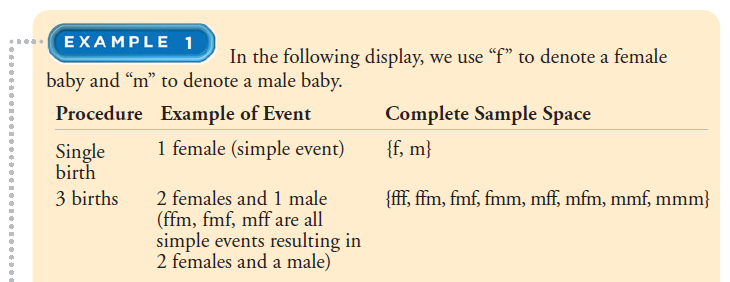 EXAMPLE 1
In the following display, we use “f” to denote a female
baby and “m” to denote a male baby.
Procedure Example of Event Complete Sample Space
Single birth 1 female (simple event) {f, m}
3 births 2 females and 1 male {fff, ffm, fmf, fmm, mff, mfm, mmf, mmm}
(ffm, fmf, mff are all
simple events resulting in
2 females and a male)